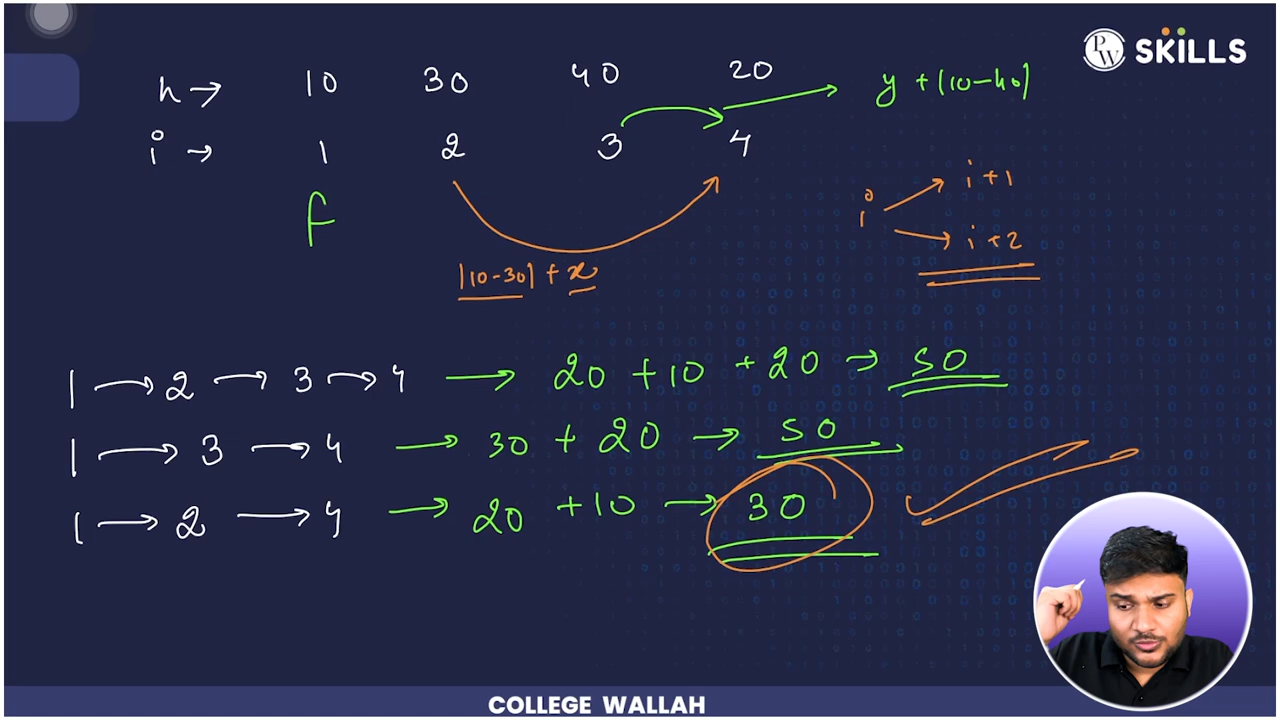 PW SKILLS
h → 10 30 40 20 → y + |10-40|
i → 1 2 3 4
f
i → i+1
→ i+2
|10-30| + x
1 → 2 → 3 → 4 → 20 + 10 + 20 → 50
1 → 3 → 4 → 30 + 20 → 50
1 → 2 → 4 → 20 + 10 → 30
COLLEGE WALLAH